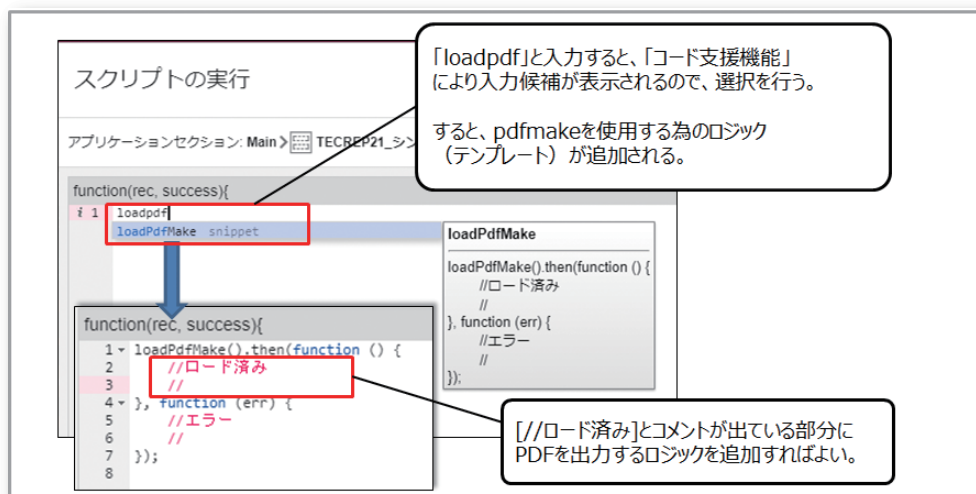 「loadpdf」と入力すると、「コード支援機能」
により入力候補が表示されるので、選択を行う。
すると、pdfmakeを使用する為のロジック
（テンプレート）が追加される。
スクリプトの実行
アプリケーションセクション: Main > TECREP21_シン
function(rec, success){
i 1 loadpdf
loadPdfMake snippet
loadPdfMake
loadPdfMake().then(function () {
//ロード済み
//
}, function (err) {
//エラー
//
});
function(rec, success){
1 loadPdfMake().then(function () {
2 //ロード済み
3 //
4 }, function (err) {
5 //エラー
6 //
7 });
8
[//ロード済み]とコメントが出ている部分に
PDFを出力するロジックを追加すればよい。